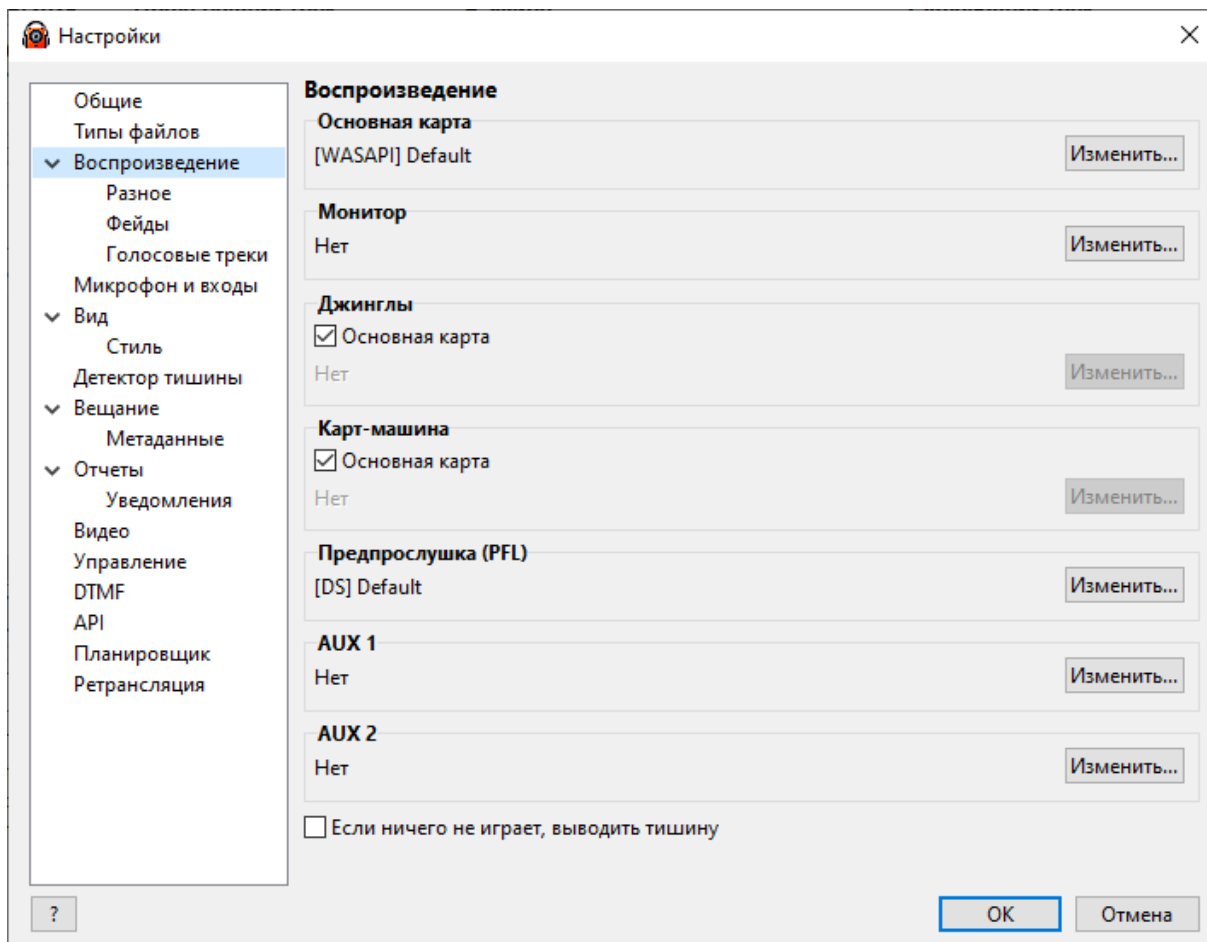 Настройки
Общие
Типы файлов
Воспроизведение
Разное
Фейды
Голосовые треки
Микрофон и входы
Вид
Стиль
Детектор тишины
Вещание
Метаданные
Отчеты
Уведомления
Видео
Управление
DTMF
API
Планировщик
Ретрансляция
Воспроизведение
Основная карта
[WASAPI] Default
Изменить...
Монитор
Нет
Изменить...
Джинглы
Основная карта
Нет
Изменить...
Карт-машина
Основная карта
Нет
Изменить...
Предпрослушка (PFL)
[DS] Default
Изменить...
AUX 1
Нет
Изменить...
AUX 2
Нет
Изменить...
Если ничего не играет, выводить тишину
?
ОК
Отмена